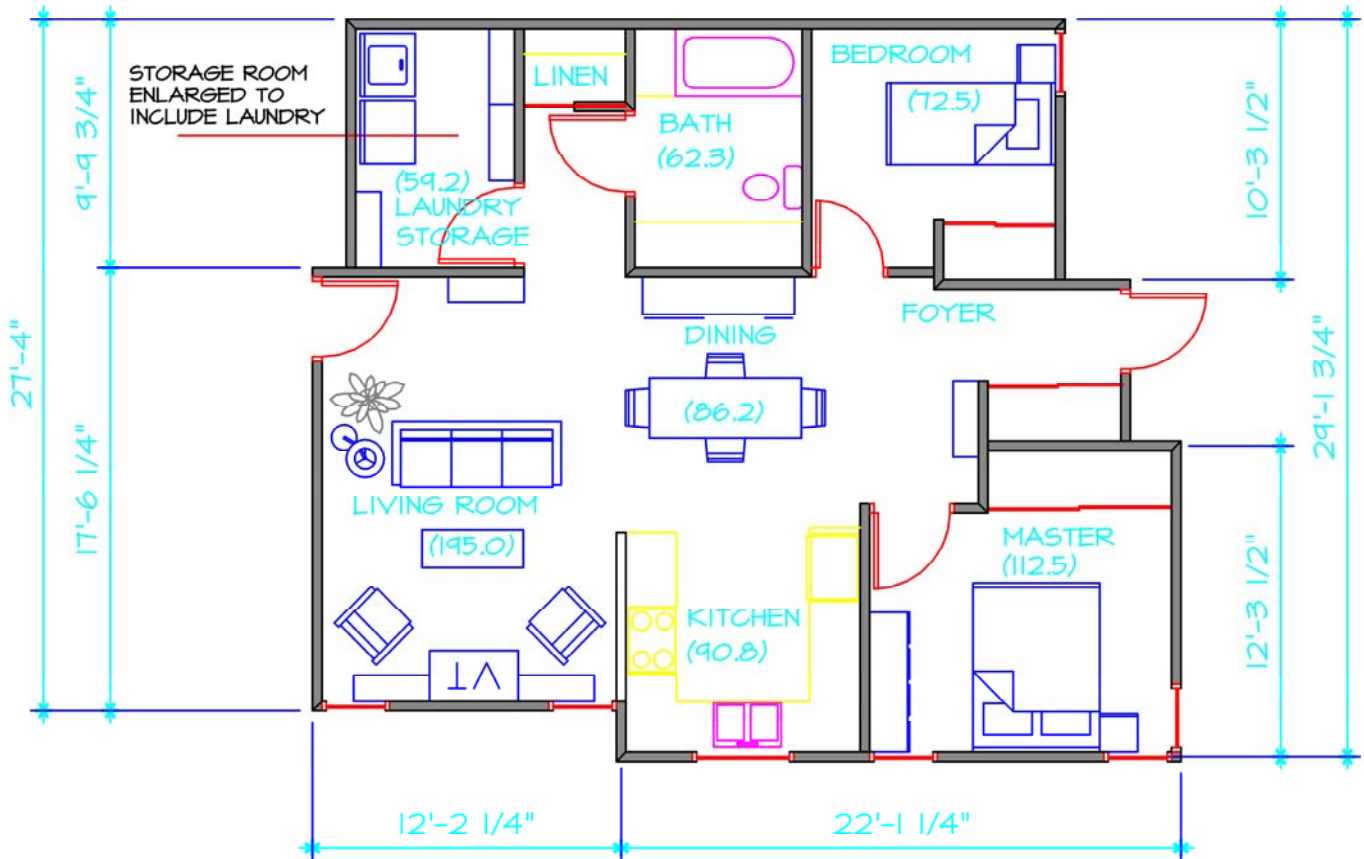 STORAGE ROOM
ENLARGED TO
INCLUDE LAUNDRY
LINEN
BEDROOM
(72.5)
BATH
(62.3)
(59.2)
LAUNDRY
STORAGE
9'-9 3/4"
10'-3 1/2"
27'-4"
29'-1 3/4"
FOYER
DINING
(86.2)
17'-6 1/4"
LIVING ROOM
(195.0)
MASTER
(112.5)
KITCHEN
(90.8)
12'-3 1/2"
TV
12'-2 1/4"
22'-1 1/4"